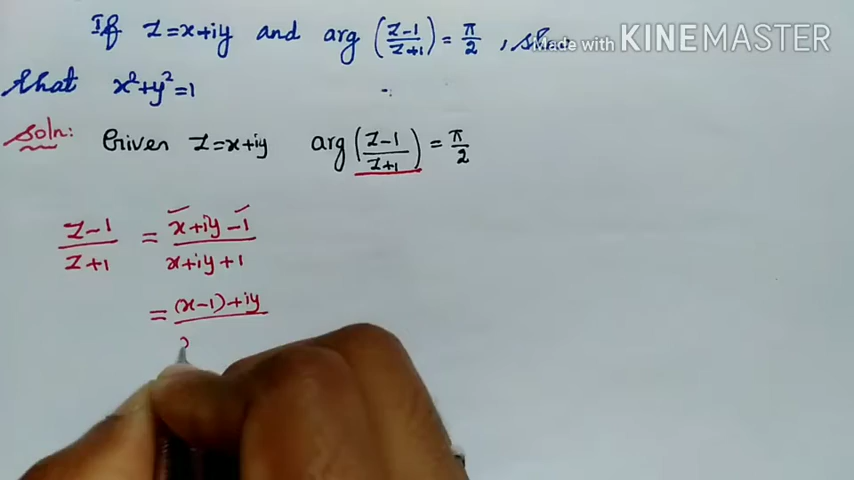 If z=x+iy and arg (z-1/z+1) = π/2, 
Made with KINEMASTER
that x²+y²=1
Soln: Given z=x+iy arg (z-1/z+1) = π/2
z-1/z+1 = x+iy-1/x+iy+1
= (x-1)+iy